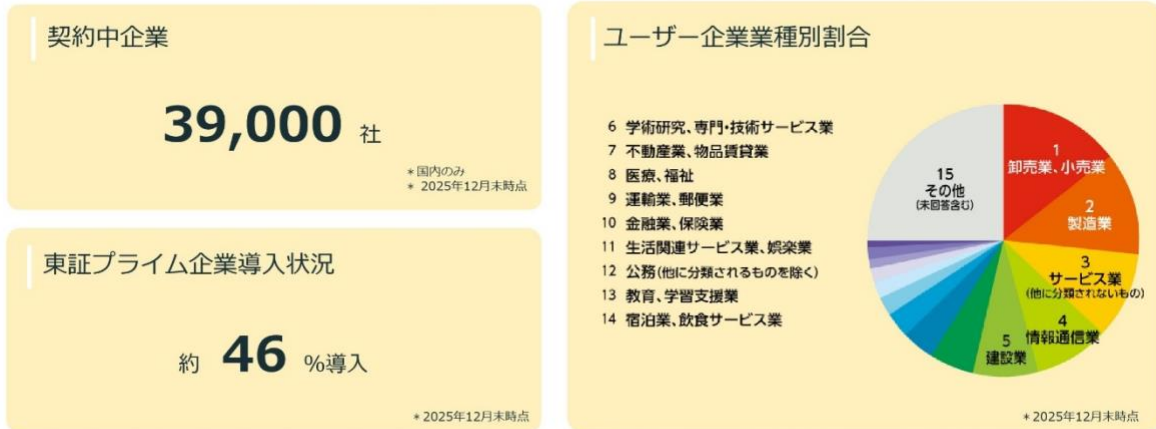 契約中企業
39,000 社
*国内のみ
* 2025年12月末時点
東証プライム企業導入状況
約 46 %導入
* 2025年12月末時点
ユーザー企業業種別割合
6 学術研究、専門・技術サービス業
7 不動産業、物品賃貸業
8 医療、福祉
9 運輸業、郵便業
10 金融業、保険業
11 生活関連サービス業、娯楽業
12 公務(他に分類されるものを除く)
13 教育、学習支援業
14 宿泊業、飲食サービス業
1
卸売業、小売業
2
製造業
3
サービス業
(他に分類されないもの)
4
情報通信業
5
建設業
15
その他
(未回答含む)
* 2025年12月末時点